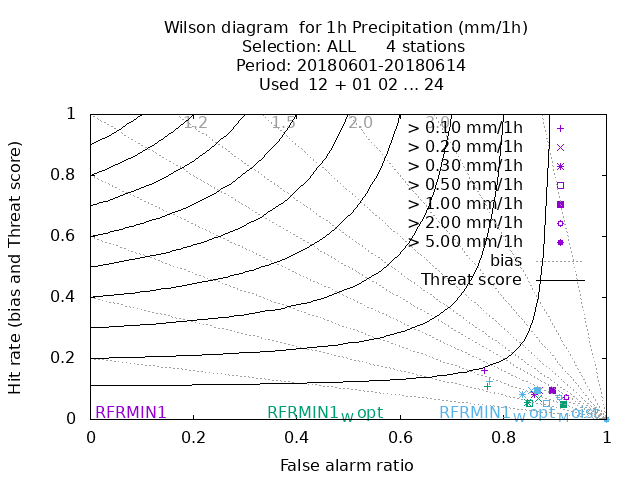 Wilson diagram  for 1h Precipitation (mm/1h)
Selection: ALL      4 stations
Period: 20180601-20180614
Used  12 + 01 02 ... 24
Hit rate (bias and Threat score)
1
0.8
0.6
0.4
0.2
0
1.2 1.5 2.0 3.0
> 0.10 mm/1h
> 0.20 mm/1h
> 0.30 mm/1h
> 0.50 mm/1h
> 1.00 mm/1h
> 2.00 mm/1h
> 5.00 mm/1h
bias
Threat score
RFRMIN1 RFRMIN1W opt RFRMIN1W opt
0 0.2 0.4 0.6 0.8 1
False alarm ratio